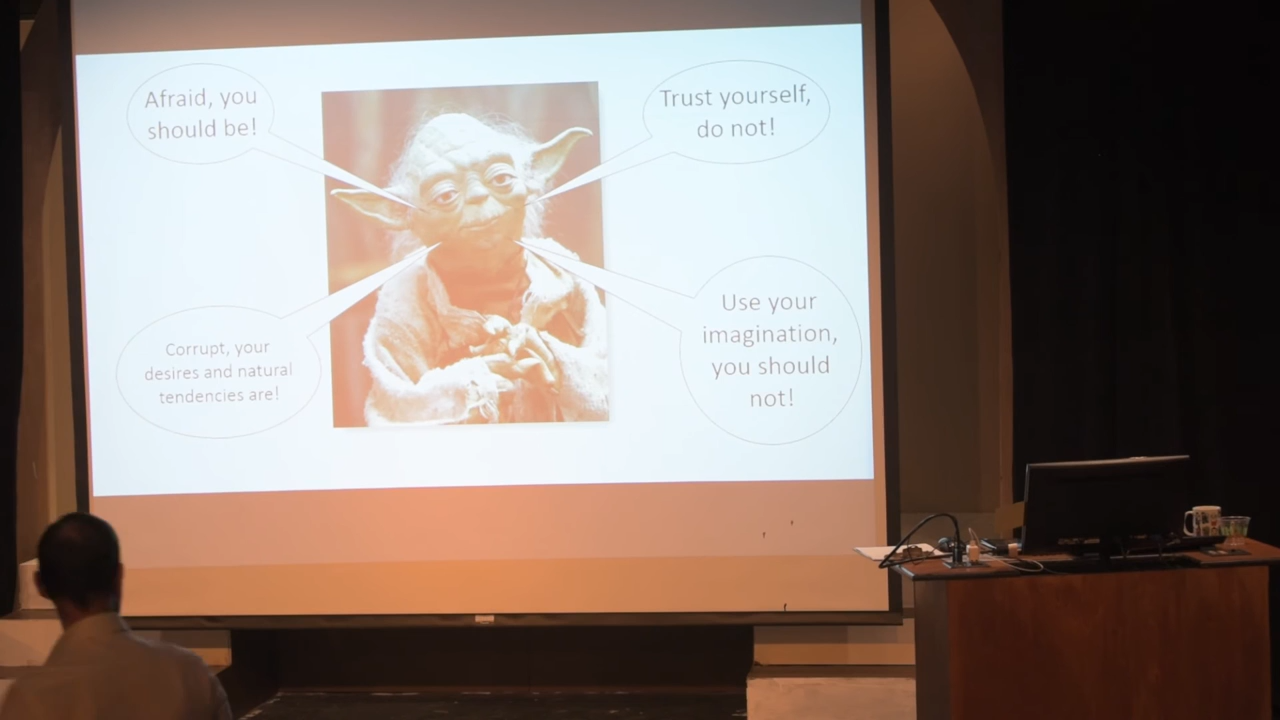 Afraid, you
should be!
Trust yourself,
do not!
Corrupt, your
desires and natural
tendencies are!
Use your
imagination,
you should
not!